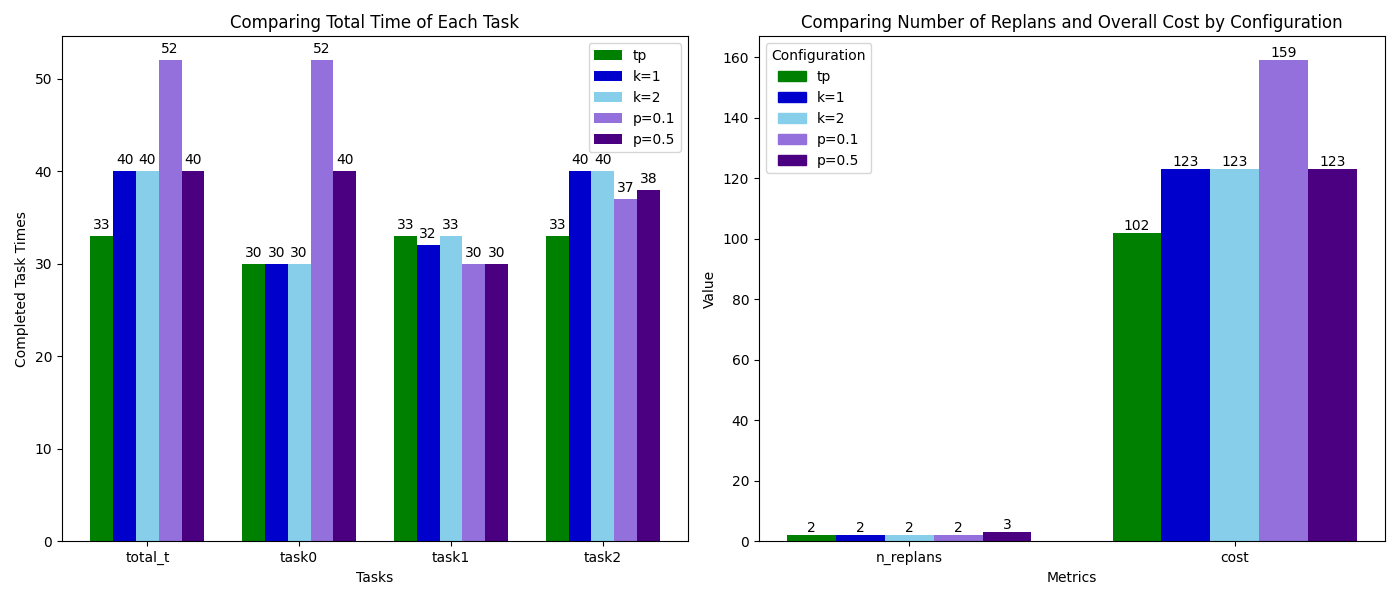 Comparing Total Time of Each Task
Completed Task Times
50
40
30
20
10
0
33 40 40 52 40
30 30 30 52 40
33 32 33 30 30
33 40 40 37 38
tp
k=1
k=2
p=0.1
p=0.5
total_t task0 task1 task2
Tasks
Comparing Number of Replans and Overall Cost by Configuration
Value
160
140
120
100
80
60
40
20
0
Configuration
tp
k=1
k=2
p=0.1
p=0.5
2 2 2 2 3
102 123 123 159 123
n_replans cost
Metrics